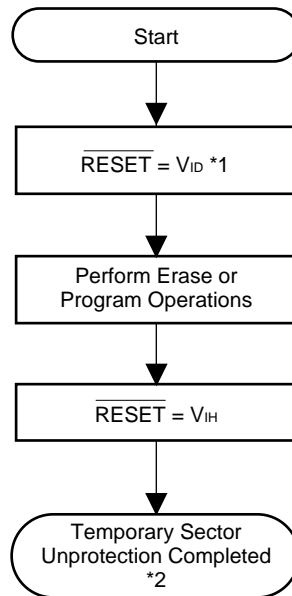 Start
RESET = VID *1
Perform Erase or
Program Operations
RESET = VIH
Temporary Sector
Unprotection Completed
*2